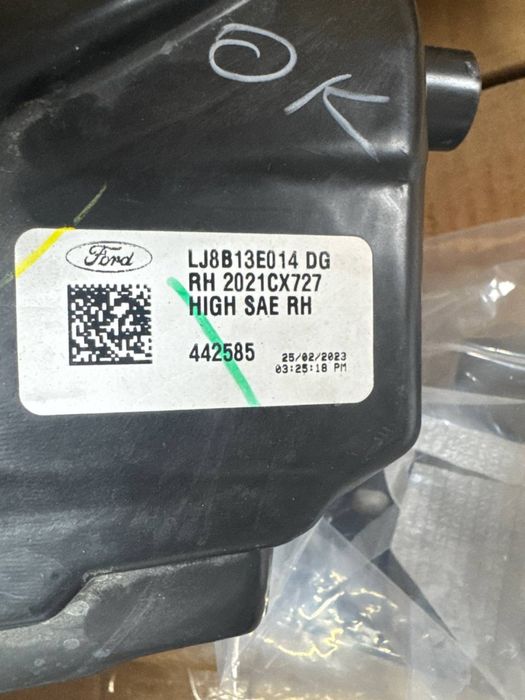 OK
Ford
LJ8B13E014 DG
RH 2021CX727
HIGH SAE RH
442585
25/02/2023
03:25:18 PM